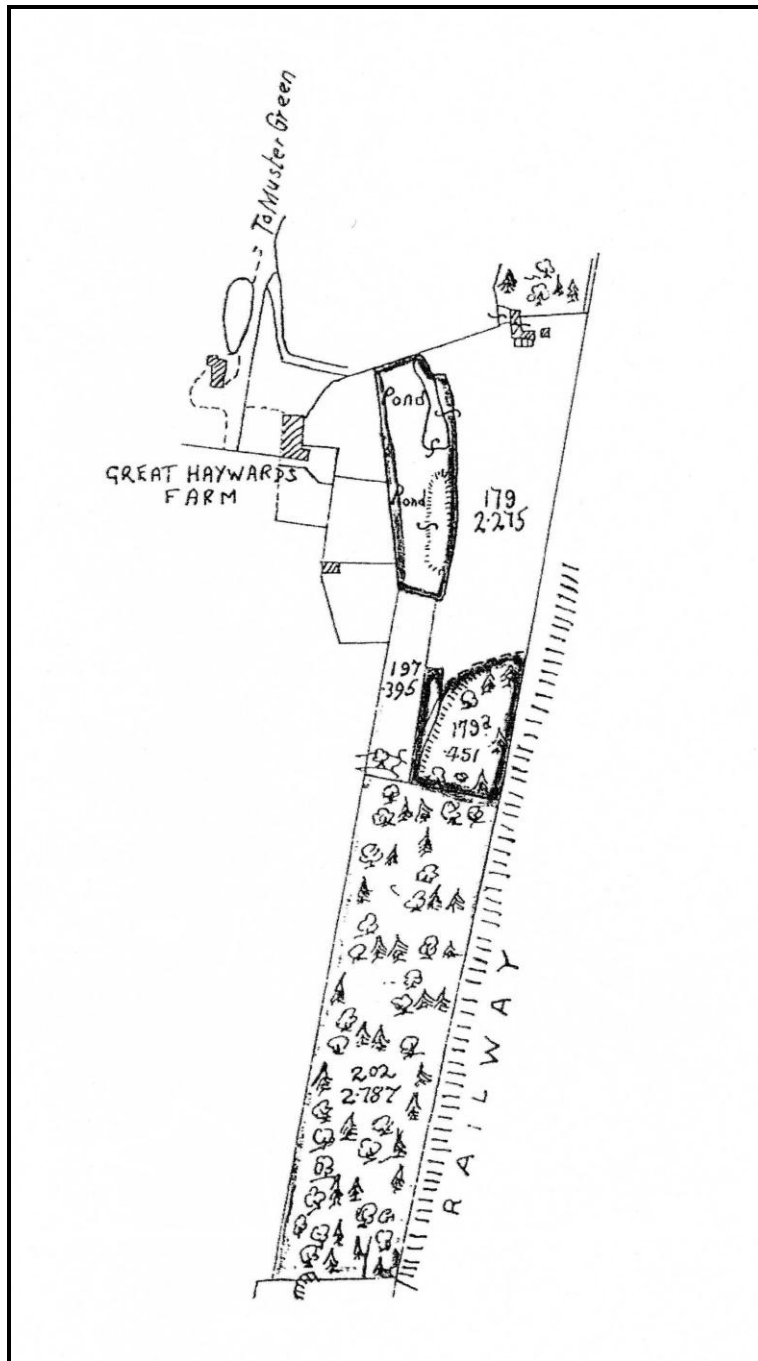 To Muster Green
Pond
GREAT HAYWARDS
FARM
Pond
179
2·275
197
·395
179a
·451
202
2·787
RAILWAY